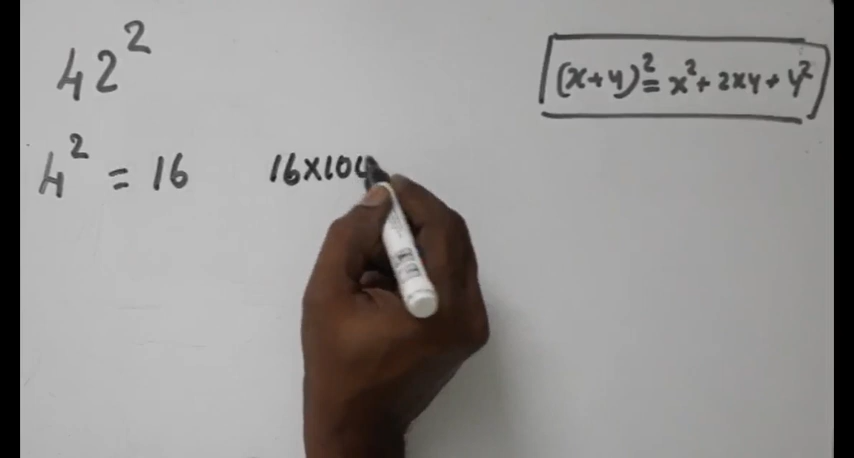 42²
(x+y)² = x² + 2xy + y²
4² = 16
16×10